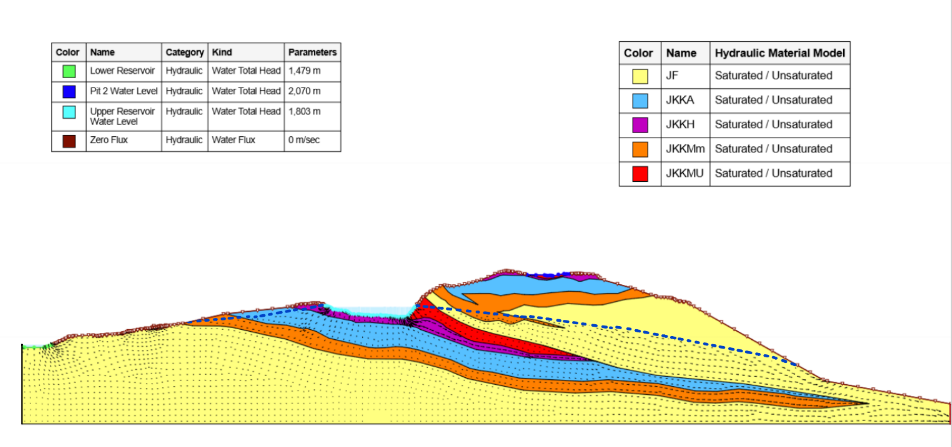 Color Name Category Kind Parameters
Lower Reservoir Hydraulic Water Total Head 1,479 m
Pit 2 Water Level Hydraulic Water Total Head 2,070 m
Upper Reservoir Hydraulic Water Total Head 1,803 m
Water Level
Zero Flux Hydraulic Water Flux 0 m/sec
Color Name Hydraulic Material Model
JF Saturated / Unsaturated
JKKA Saturated / Unsaturated
JKKH Saturated / Unsaturated
JKKMm Saturated / Unsaturated
JKKMU Saturated / Unsaturated